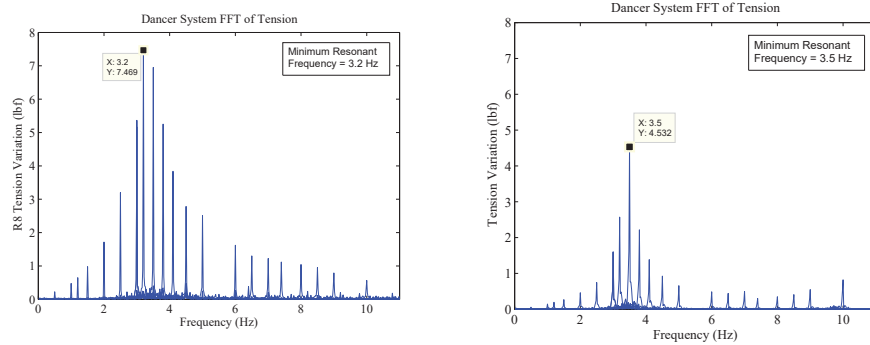 Dancer System FFT of Tension
8
7
6
5
4
3
2
1
0
2
4
6
8
10
R8 Tension Variation (lbf)
Frequency (Hz)
X: 3.2
Y: 7.469
Minimum Resonant
Frequency = 3.2 Hz
Dancer System FFT of Tension
8
7
6
5
4
3
2
1
0
0
2
4
6
8
10
Tension Variation (lbf)
Frequency (Hz)
X: 3.5
Y: 4.532
Minimum Resonant
Frequency = 3.5 Hz